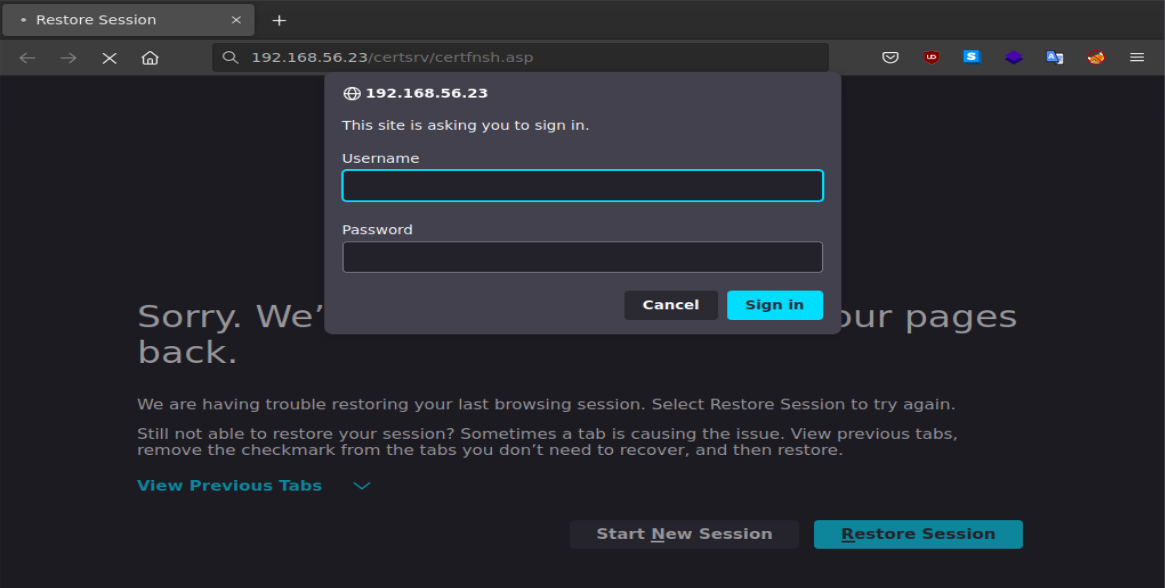 Restore Session
192.168.56.23/certsrv/certfnsh.asp
UD
S
A
192.168.56.23
This site is asking you to sign in.
Username
Password
Cancel
Sign in
Sorry. We’ our pages
back.
We are having trouble restoring your last browsing session. Select Restore Session to try again.
Still not able to restore your session? Sometimes a tab is causing the issue. View previous tabs,
remove the checkmark from the tabs you don’t need to recover, and then restore.
View Previous Tabs
Start New Session
Restore Session